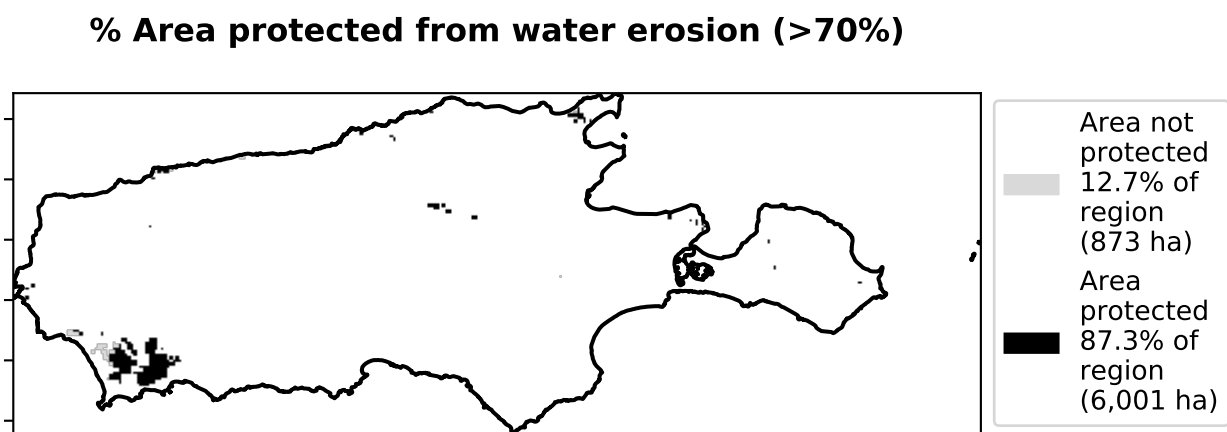 % Area protected from water erosion (>70%)
Area not
protected
12.7% of
region
(873 ha)
Area
protected
87.3% of
region
(6,001 ha)